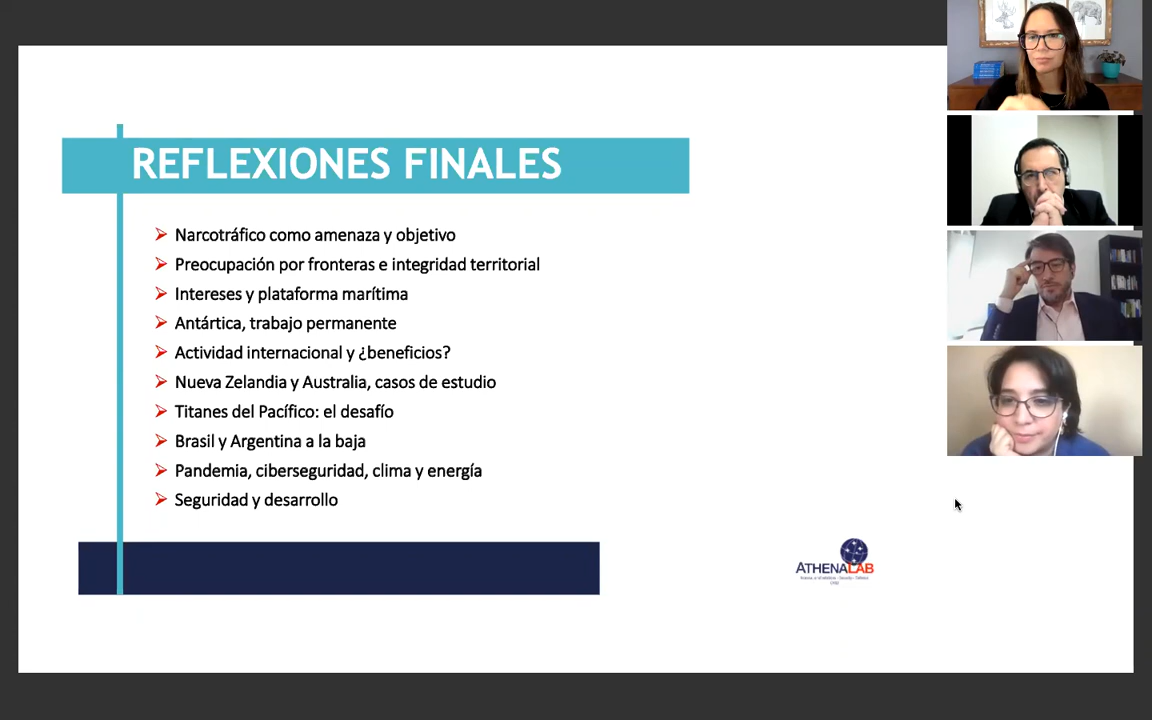 REFLEXIONES FINALES
Narcotráfico como amenaza y objetivo
Preocupación por fronteras e integridad territorial
Intereses y plataforma marítima
Antártica, trabajo permanente
Actividad internacional y ¿beneficios?
Nueva Zelandia y Australia, casos de estudio
Titanes del Pacífico: el desafío
Brasil y Argentina a la baja
Pandemia, ciberseguridad, clima y energía
Seguridad y desarrollo
ATHENALAB